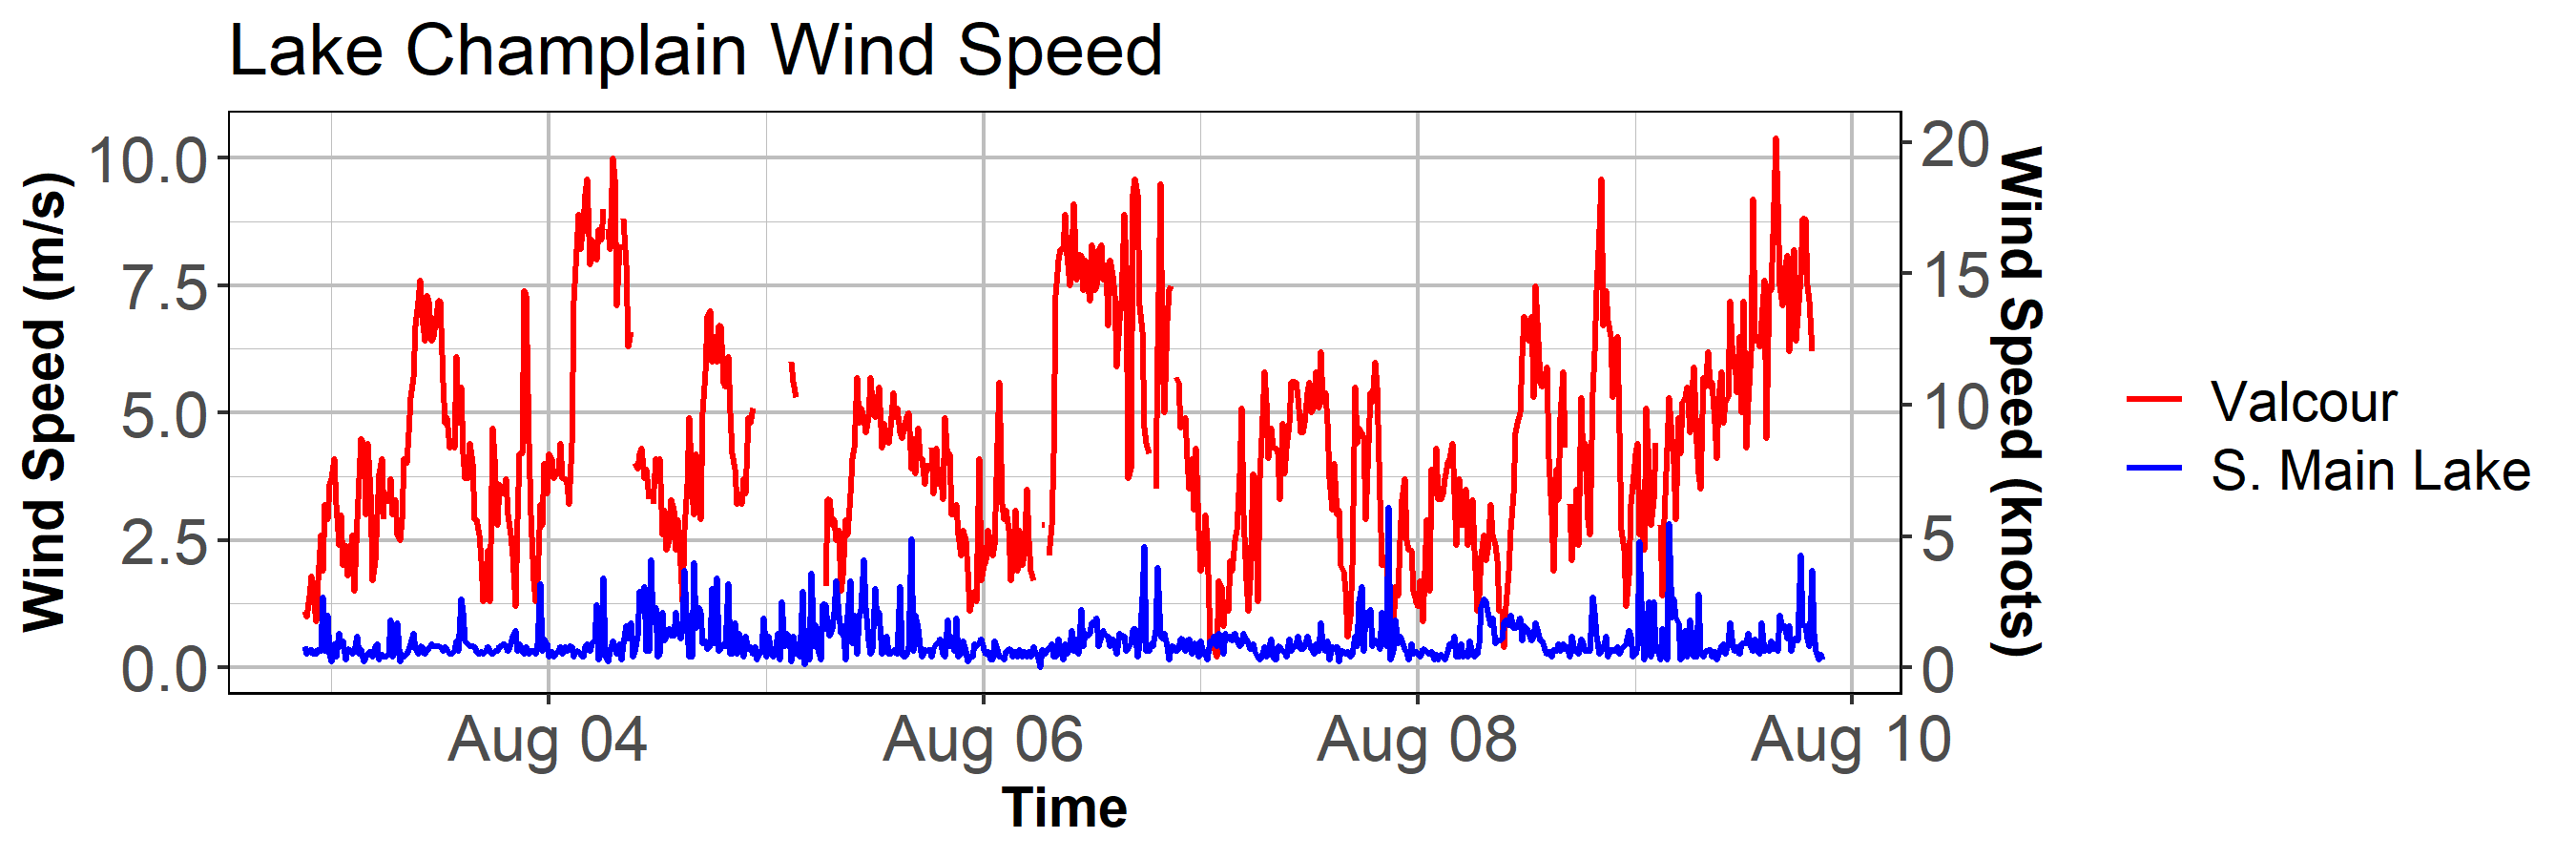 Lake Champlain Wind Speed
Wind Speed (m/s)
10.0
7.5
5.0
2.5
0.0
20
15
10
5
0
Wind Speed (knots)
Valcour
S. Main Lake
Aug 04
Aug 06
Aug 08
Aug 10
Time